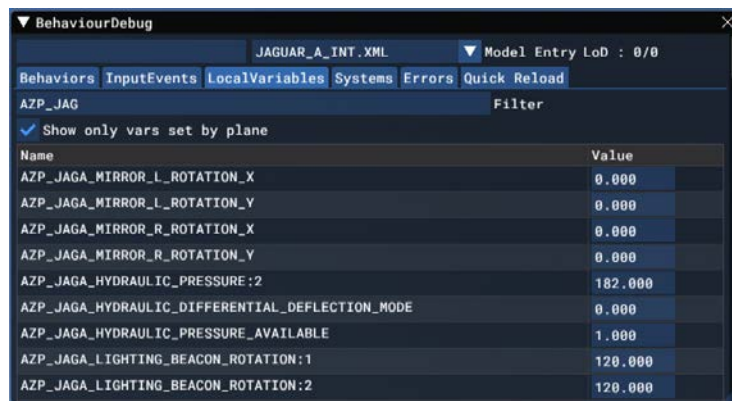 BehaviourDebug
JAGUAR_A_INT.XML Model Entry LoD : 0/0
Behaviors InputEvents LocalVariables Systems Errors Quick Reload
AZP_JAG Filter
Show only vars set by plane
Name Value
AZP_JAGA_MIRROR_L_ROTATION_X 0.000
AZP_JAGA_MIRROR_L_ROTATION_Y 0.000
AZP_JAGA_MIRROR_R_ROTATION_X 0.000
AZP_JAGA_MIRROR_R_ROTATION_Y 0.000
AZP_JAGA_HYDRAULIC_PRESSURE:2 182.000
AZP_JAGA_HYDRAULIC_DIFFERENTIAL_DEFLECTION_MODE 0.000
AZP_JAGA_HYDRAULIC_PRESSURE_AVAILABLE 1.000
AZP_JAGA_LIGHTING_BEACON_ROTATION:1 120.000
AZP_JAGA_LIGHTING_BEACON_ROTATION:2 120.000